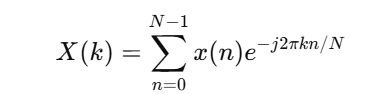 X(k) = \sum_{n=0}^{N-1} x(n)e^{-j2\pi kn/N}